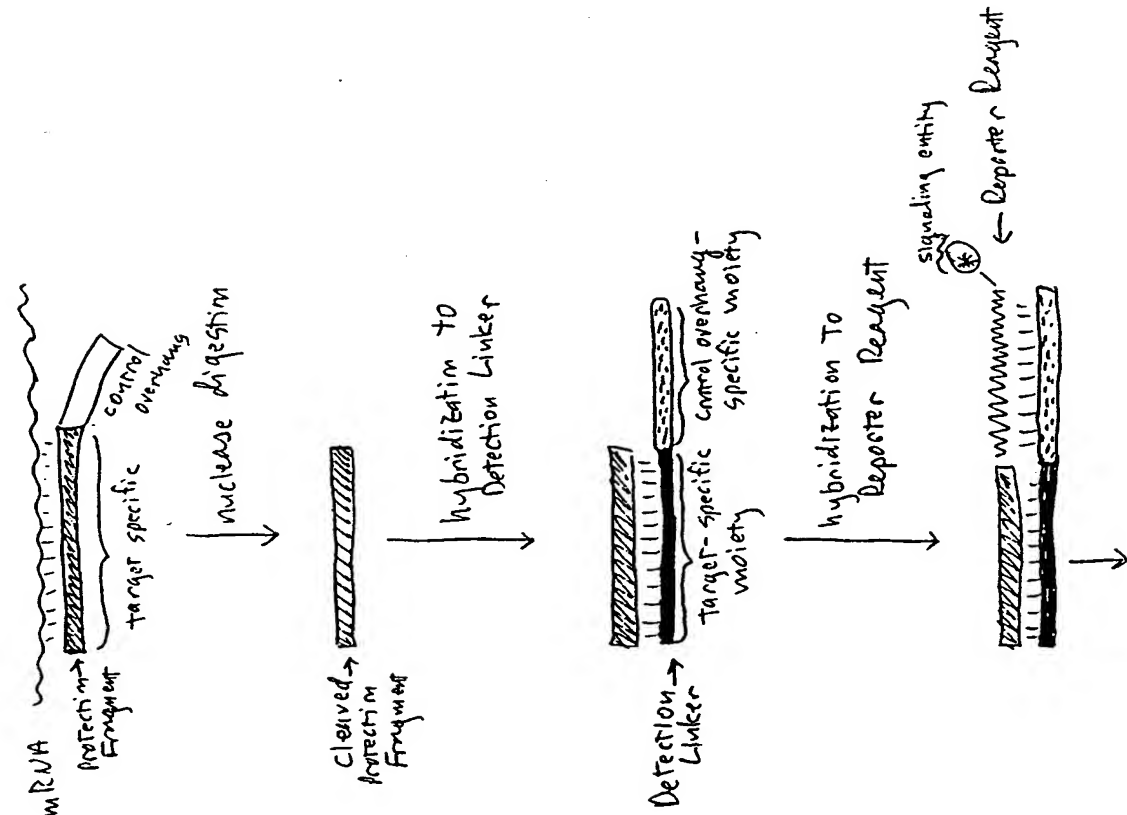 mRNA
Protection →
Fragment
target specific
control
overhang
nuclease digestion
Cleaved →
Protection
Fragment
hybridization to
Detection Linker
Detection →
Linker
target-specific
moiety
control overhang-
specific moiety
hybridization To
Reporter Reagent
signaling entity
*
← Reporter Reagent